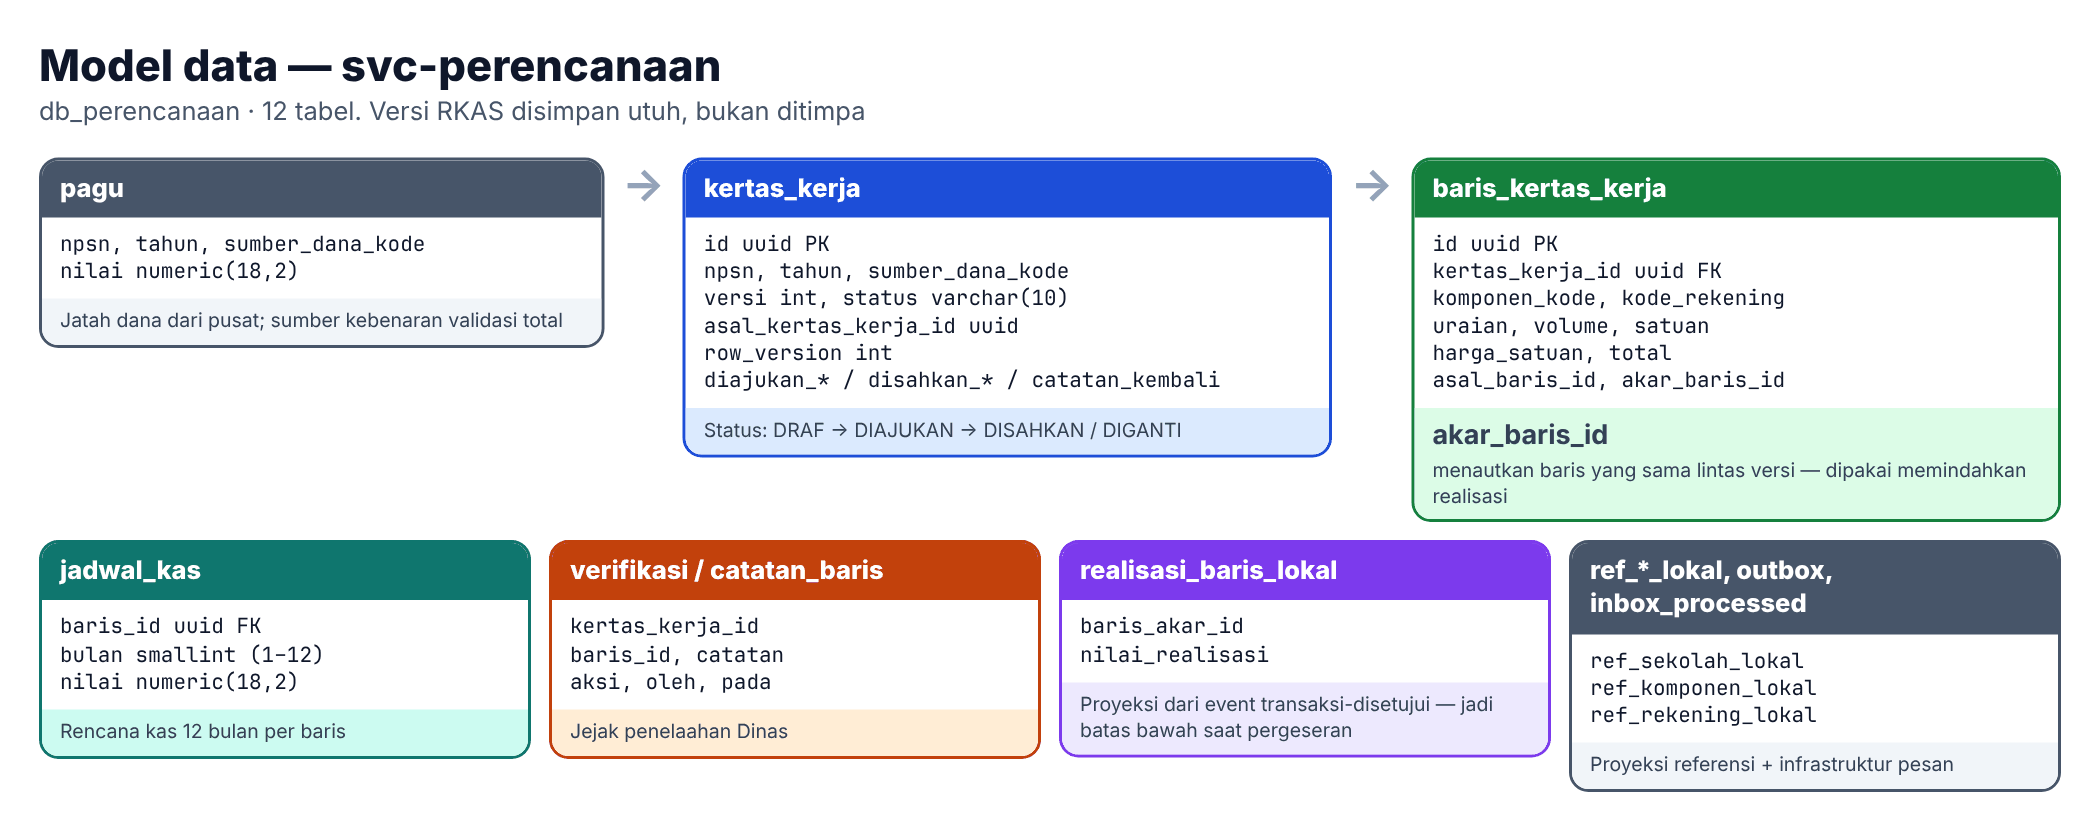 Model data — svc-perencanaan
db_perencanaan · 12 tabel. Versi RKAS disimpan utuh, bukan ditimpa
pagu
npsn, tahun, sumber_dana_kode
nilai numeric(18,2)
Jatah dana dari pusat; sumber kebenaran validasi total
→
kertas_kerja
id uuid PK
npsn, tahun, sumber_dana_kode
versi int, status varchar(10)
asal_kertas_kerja_id uuid
row_version int
diajukan_* / disahkan_* / catatan_kembali
Status: DRAF → DIAJUKAN → DISAHKAN / DIGANTI
→
baris_kertas_kerja
id uuid PK
kertas_kerja_id uuid FK
komponen_kode, kode_rekening
uraian, volume, satuan
harga_satuan, total
asal_baris_id, akar_baris_id
akar_baris_id
menautkan baris yang sama lintas versi — dipakai memindahkan
realisasi
jadwal_kas
baris_id uuid FK
bulan smallint (1–12)
nilai numeric(18,2)
Rencana kas 12 bulan per baris
verifikasi / catatan_baris
kertas_kerja_id
baris_id, catatan
aksi, oleh, pada
Jejak penelaahan Dinas
realisasi_baris_lokal
baris_akar_id
nilai_realisasi
Proyeksi dari event transaksi-disetujui — jadi
batas bawah saat pergeseran
ref_*_lokal, outbox,
inbox_processed
ref_sekolah_lokal
ref_komponen_lokal
ref_rekening_lokal
Proyeksi referensi + infrastruktur pesan